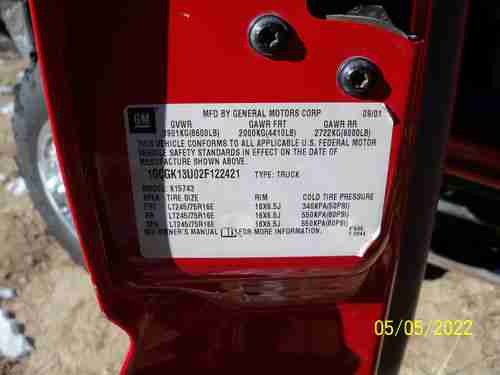 GM
MFD BY GENERAL MOTORS CORP 09/01
GVWR GAWR FRT GAWR RR
3901KG(8600LB) 2000KG(4410LB) 2722KG(6000LB)
THIS VEHICLE CONFORMS TO ALL APPLICABLE U.S. FEDERAL MOTOR
VEHICLE SAFETY STANDARDS IN EFFECT ON THE DATE OF
MANUFACTURE SHOWN ABOVE.
TYPE: TRUCK
MODEL: K15743
TIRE SIZE RIM COLD TIRE PRESSURE
FRT LT245/75R16E 16X6.5J 345KPA(50PSI)
RR LT245/75R16E 16X6.5J 550KPA(80PSI)
SPA LT245/75R16E 16X6.5J 550KPA(80PSI)
SEE OWNER'S MANUAL FOR MORE INFORMATION.
05/05/2022